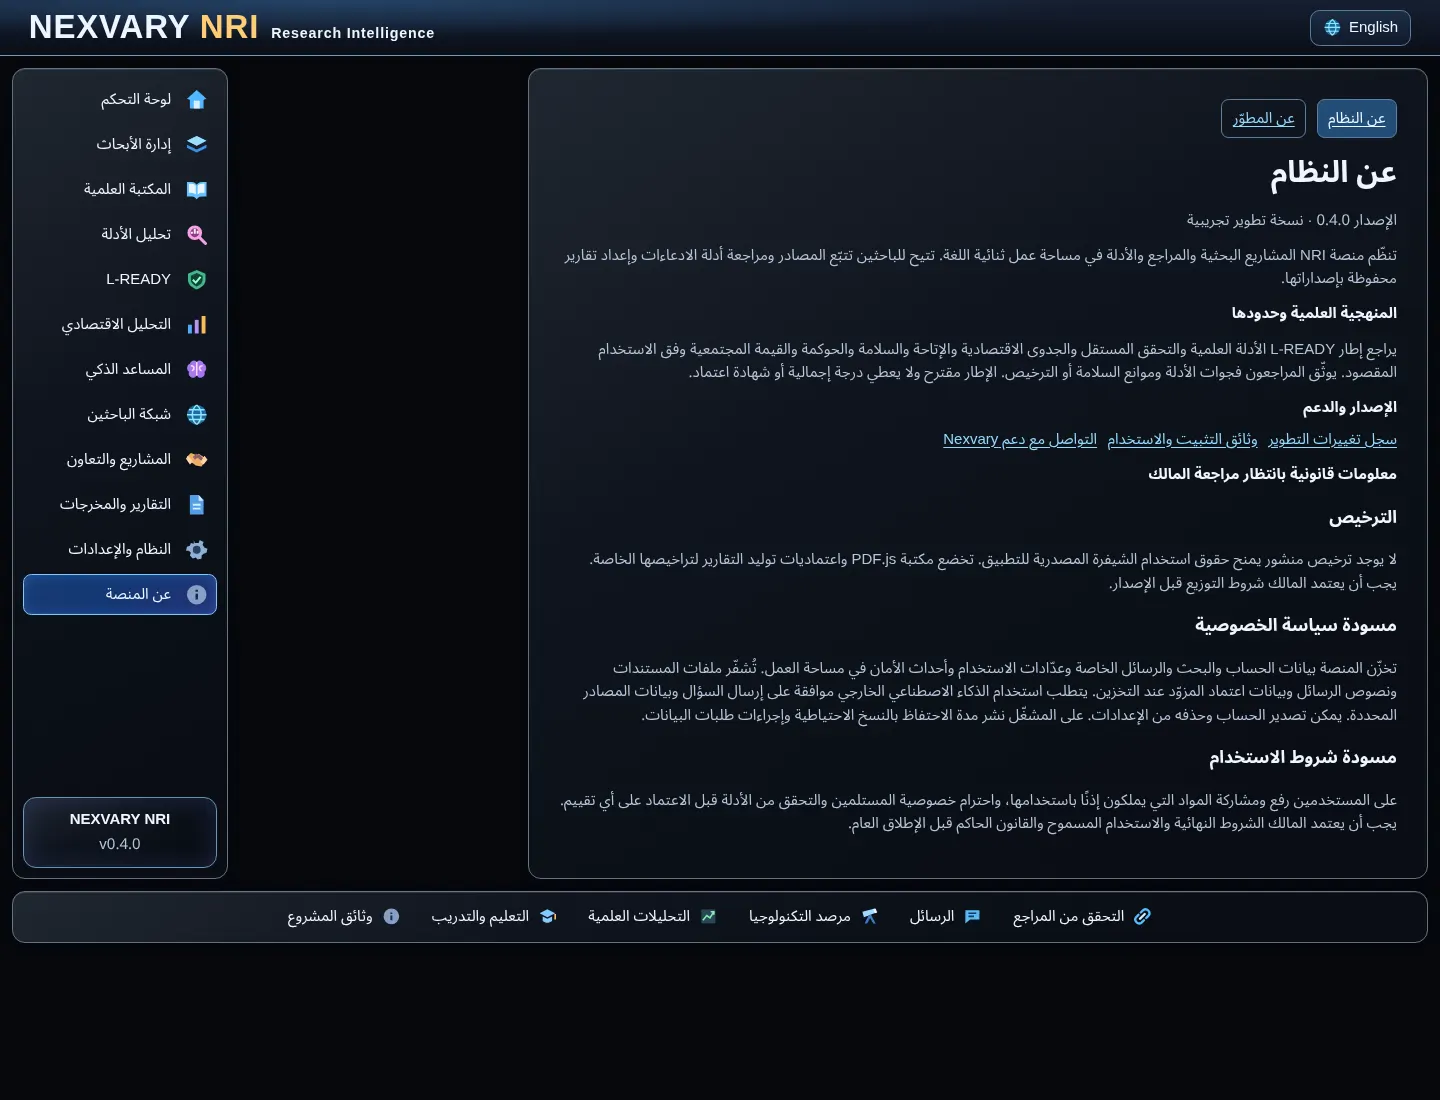 NEXVARY NRI Research Intelligence
English
لوحة التحكم
إدارة الأبحاث
المكتبة العلمية
تحليل الأدلة
L-READY
التحليل الاقتصادي
المساعد الذكي
شبكة الباحثين
المشاريع والتعاون
التقارير والمخرجات
النظام والإعدادات
عن المنصة
NEXVARY NRI
v0.4.0
عن النظام
عن المطوّر
عن النظام
الإصدار 0.4.0 · نسخة تطوير تجريبية
تنظّم منصة NRI المشاريع البحثية والمراجع والأدلة في مساحة عمل ثنائية اللغة. تتيح للباحثين تتبّع المصادر ومراجعة أدلة الادعاءات وإعداد تقارير
محفوظة بإصداراتها.
المنهجية العلمية وحدودها
يراجع إطار L-READY الأدلة العلمية والتحقق المستقل والجدوى الاقتصادية والإتاحة والسلامة والحوكمة والقيمة المجتمعية وفق الاستخدام
المقصود. يوثّق المراجعون فجوات الأدلة وموانع السلامة أو الترخيص. الإطار مقترح ولا يعطي درجة إجمالية أو شهادة اعتماد.
الإصدار والدعم
سجل تغييرات التطوير وثائق التثبيت والاستخدام التواصل مع دعم Nexvary
معلومات قانونية بانتظار مراجعة المالك
الترخيص
لا يوجد ترخيص منشور يمنح حقوق استخدام الشيفرة المصدرية للتطبيق. تخضع مكتبة PDF.js واعتماديات توليد التقارير لتراخيصها الخاصة.
يجب أن يعتمد المالك شروط التوزيع قبل الإصدار.
مسودة سياسة الخصوصية
تخزّن المنصة بيانات الحساب والبحث والرسائل الخاصة وعدّادات الاستخدام وأحداث الأمان في مساحة العمل. تُشفّر ملفات المستندات
ونصوص الرسائل وبيانات اعتماد المزوّد عند التخزين. يتطلب استخدام الذكاء الاصطناعي الخارجي موافقة على إرسال السؤال وبيانات المصادر
المحددة. يمكن تصدير الحساب وحذفه من الإعدادات. على المشغّل نشر مدة الاحتفاظ بالنسخ الاحتياطية وإجراءات طلبات البيانات.
مسودة شروط الاستخدام
على المستخدمين رفع ومشاركة المواد التي يملكون إذنًا باستخدامها، واحترام خصوصية المستلمين والتحقق من الأدلة قبل الاعتماد على أي تقييم.
يجب أن يعتمد المالك الشروط النهائية والاستخدام المسموح والقانون الحاكم قبل الإطلاق العام.
التحقق من المراجع
الرسائل
مرصد التكنولوجيا
التحليلات العلمية
التعليم والتدريب
وثائق المشروع